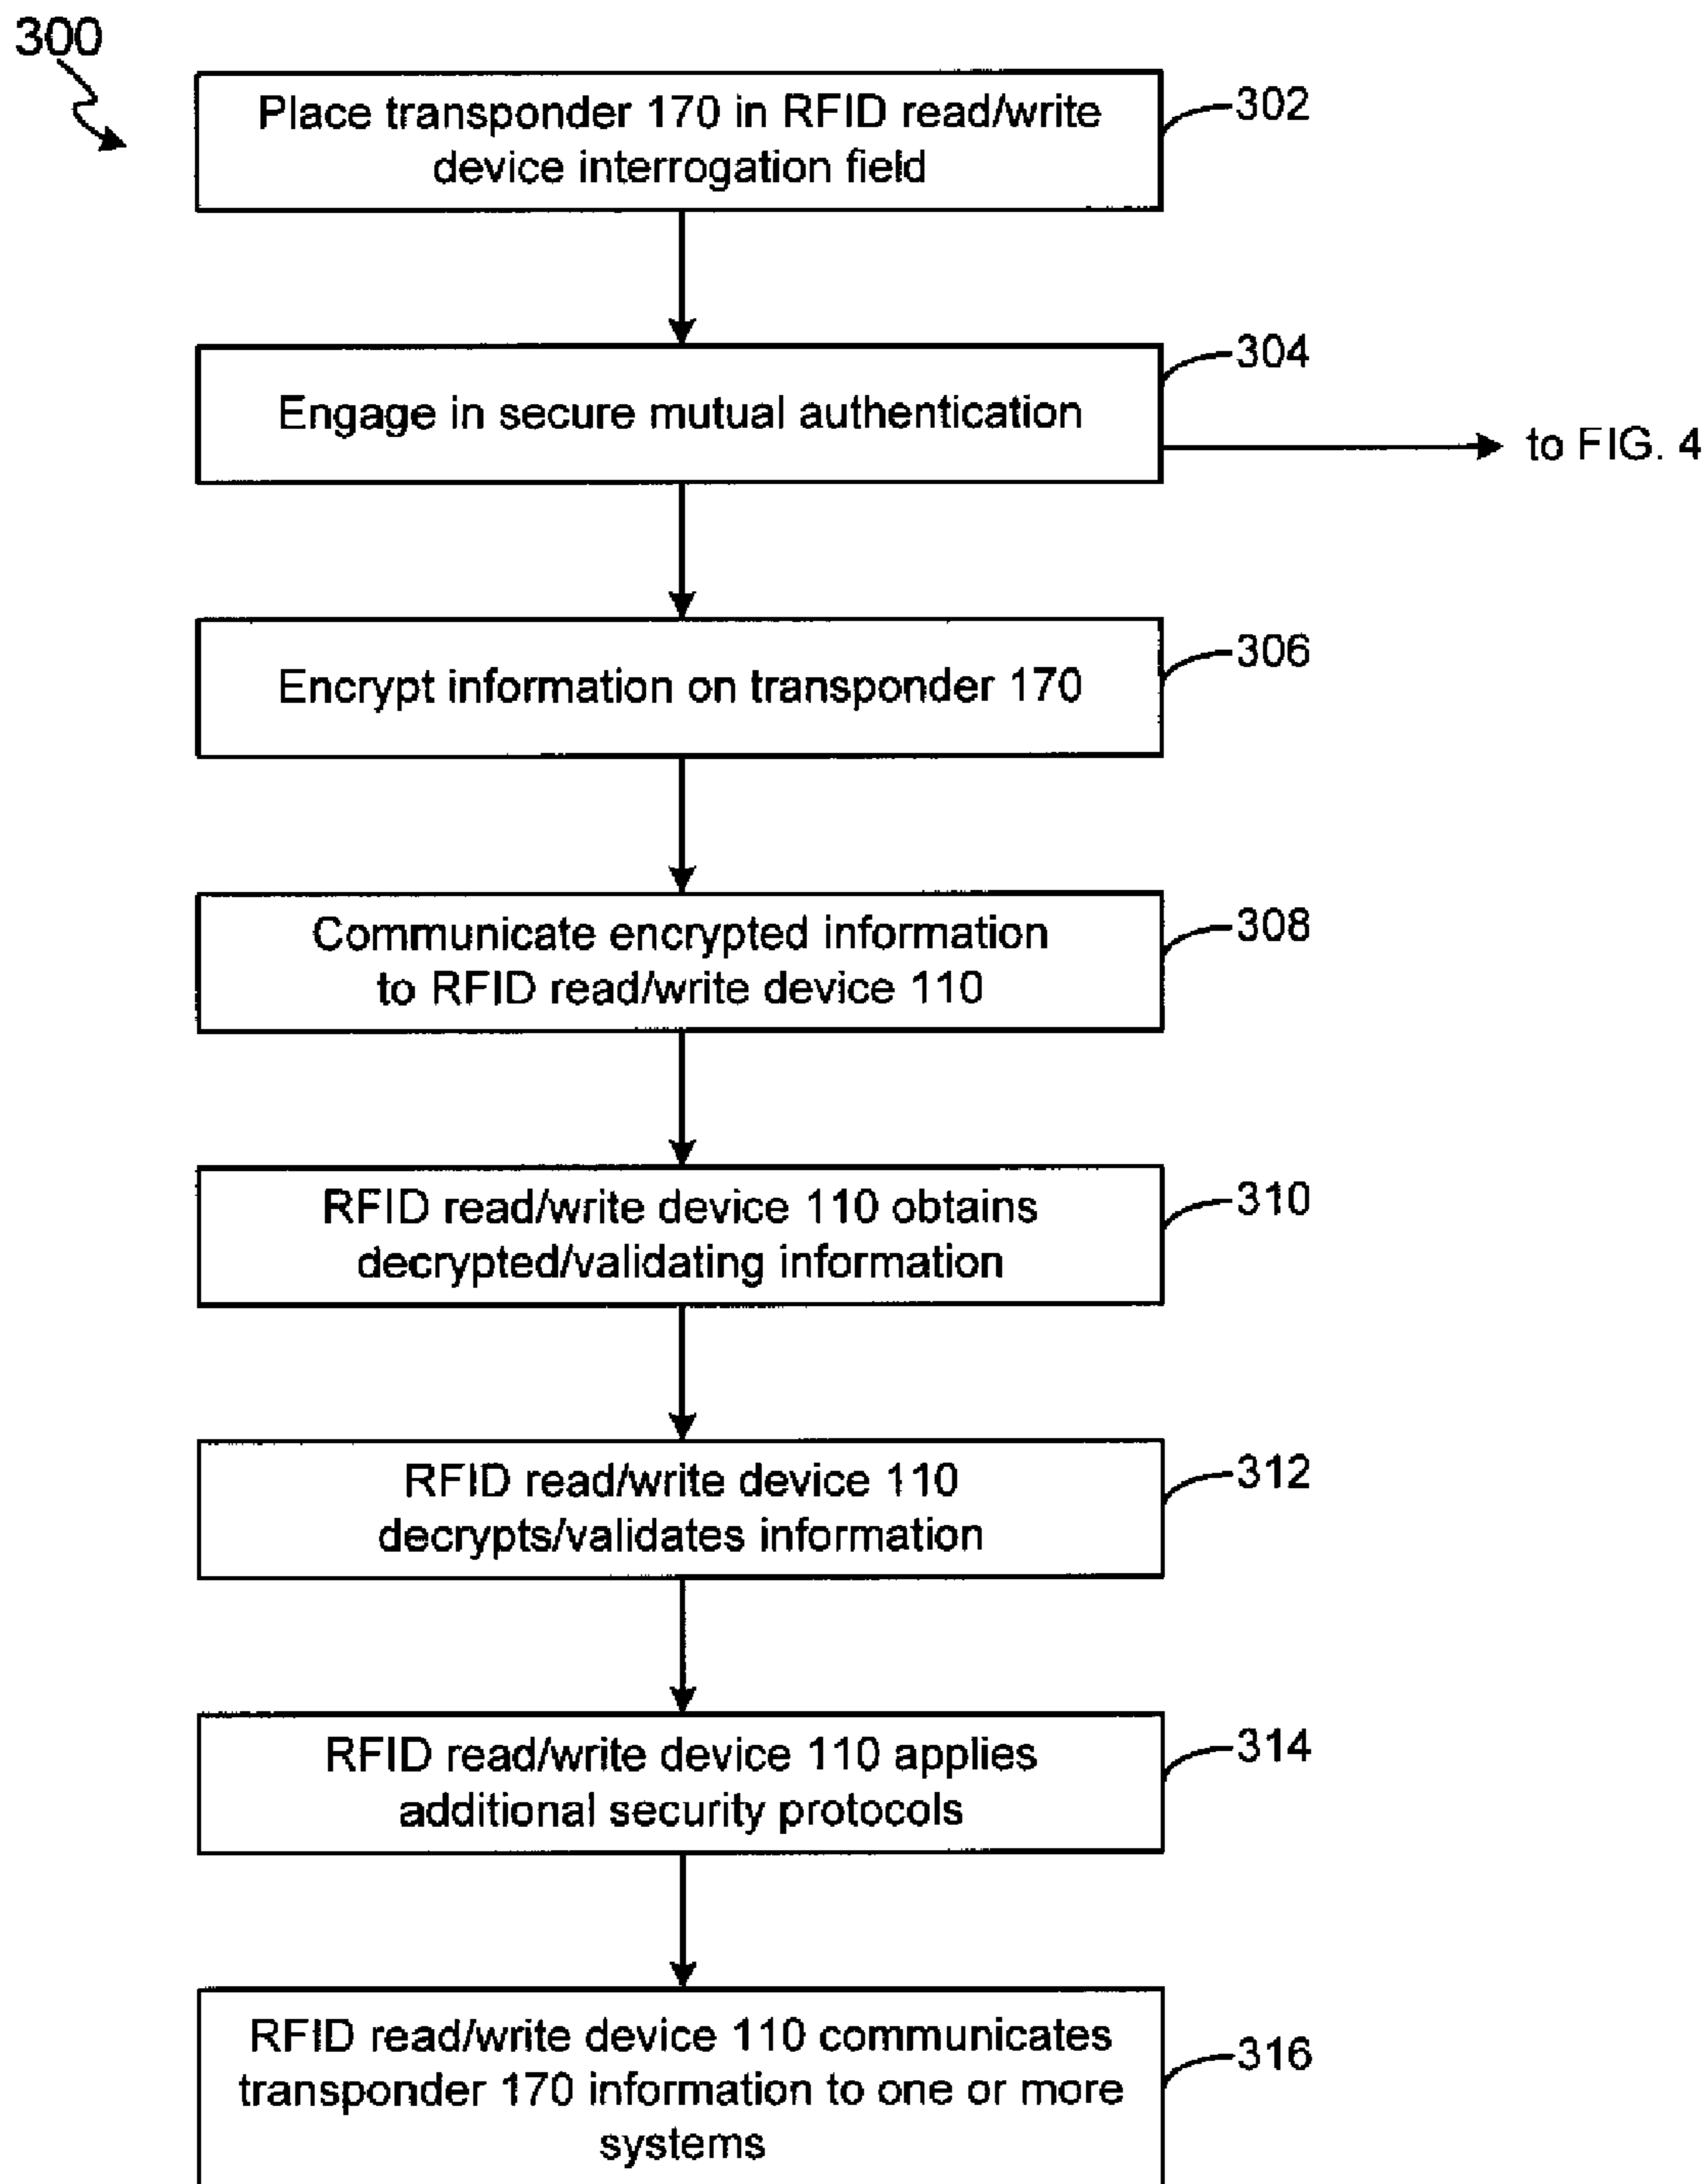 300
Place transponder 170 in RFID read/write
device interrogation field
302
Engage in secure mutual authentication
304
to FIG. 4
Encrypt information on transponder 170
306
Communicate encrypted information
to RFID read/write device 110
308
RFID read/write device 110 obtains
decrypted/validating information
310
RFID read/write device 110
decrypts/validates information
312
RFID read/write device 110 applies
additional security protocols
314
RFID read/write device 110 communicates
transponder 170 information to one or more
systems
316